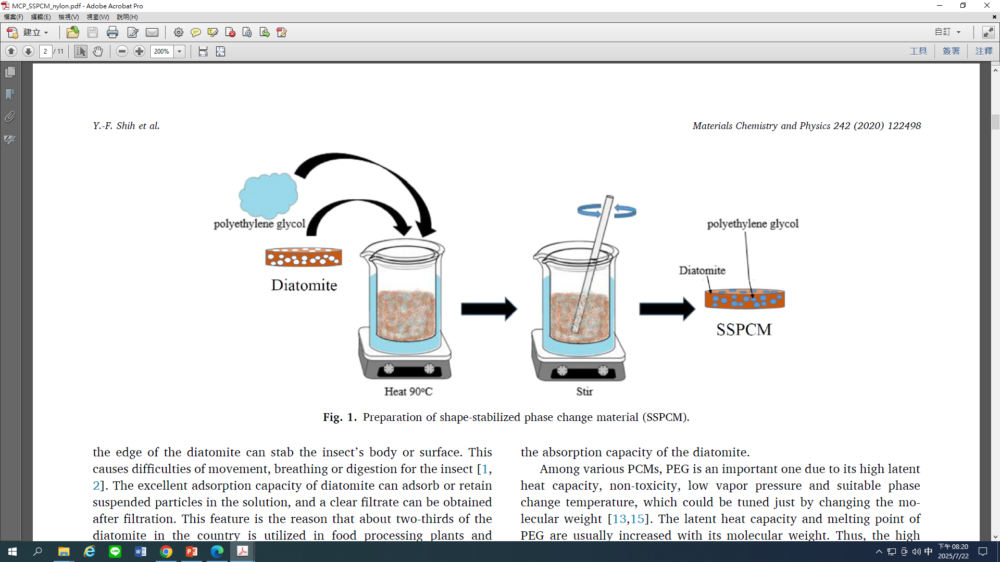 MCP_SSPCM_nylon.pdf - Adobe Acrobat Pro
檔案(F) 編輯(E) 檢視(V) 視窗(W) 說明(H)
建立
自訂
2 / 11
200%
工具 簽署 注釋
Y.-F. Shih et al.
Materials Chemistry and Physics 242 (2020) 122498
polyethylene glycol
Diatomite
Heat 90°C
Stir
polyethylene glycol
Diatomite
SSPCM
Fig. 1. Preparation of shape-stabilized phase change material (SSPCM).
the edge of the diatomite can stab the insect's body or surface. This
causes difficulties of movement, breathing or digestion for the insect [1,
2]. The excellent adsorption capacity of diatomite can adsorb or retain
suspended particles in the solution, and a clear filtrate can be obtained
after filtration. This feature is the reason that about two-thirds of the
diatomite in the country is utilized in food processing plants and
the absorption capacity of the diatomite.
Among various PCMs, PEG is an important one due to its high latent
heat capacity, non-toxicity, low vapor pressure and suitable phase
change temperature, which could be tuned just by changing the mo-
lecular weight [13,15]. The latent heat capacity and melting point of
PEG are usually increased with its molecular weight. Thus, the high
LINE
中
下午 08:20
2025/7/22